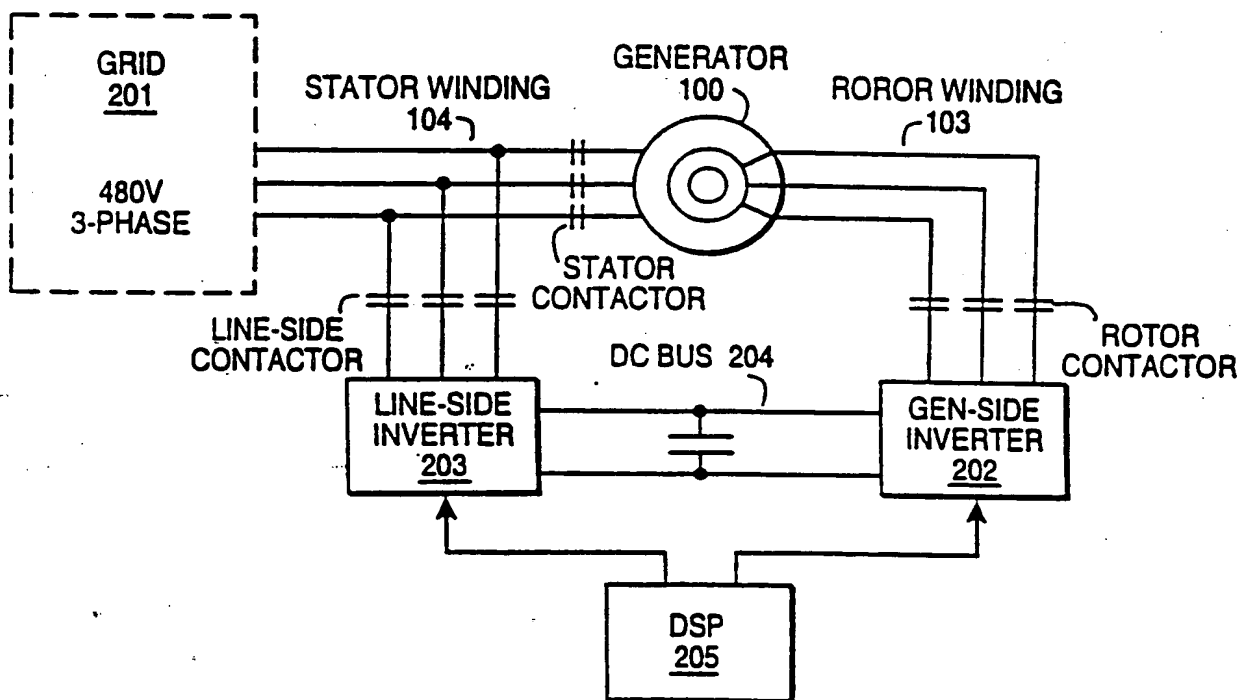 GRID
201
480V
3-PHASE
STATOR WINDING
104
GENERATOR
100
ROROR WINDING
103
STATOR
CONTACTOR
LINE-SIDE
CONTACTOR
ROTOR
CONTACTOR
DC BUS 204
LINE-SIDE
INVERTER
203
GEN-SIDE
INVERTER
202
DSP
205